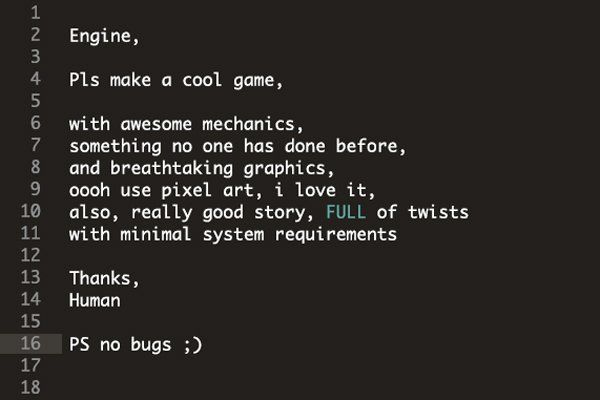 1
2 Engine,
3
4 Pls make a cool game,
5
6 with awesome mechanics,
7 something no one has done before,
8 and breathtaking graphics,
9 oooh use pixel art, i love it,
10 also, really good story, FULL of twists
11 with minimal system requirements
12
13 Thanks,
14 Human
15
16 PS no bugs ;)
17
18